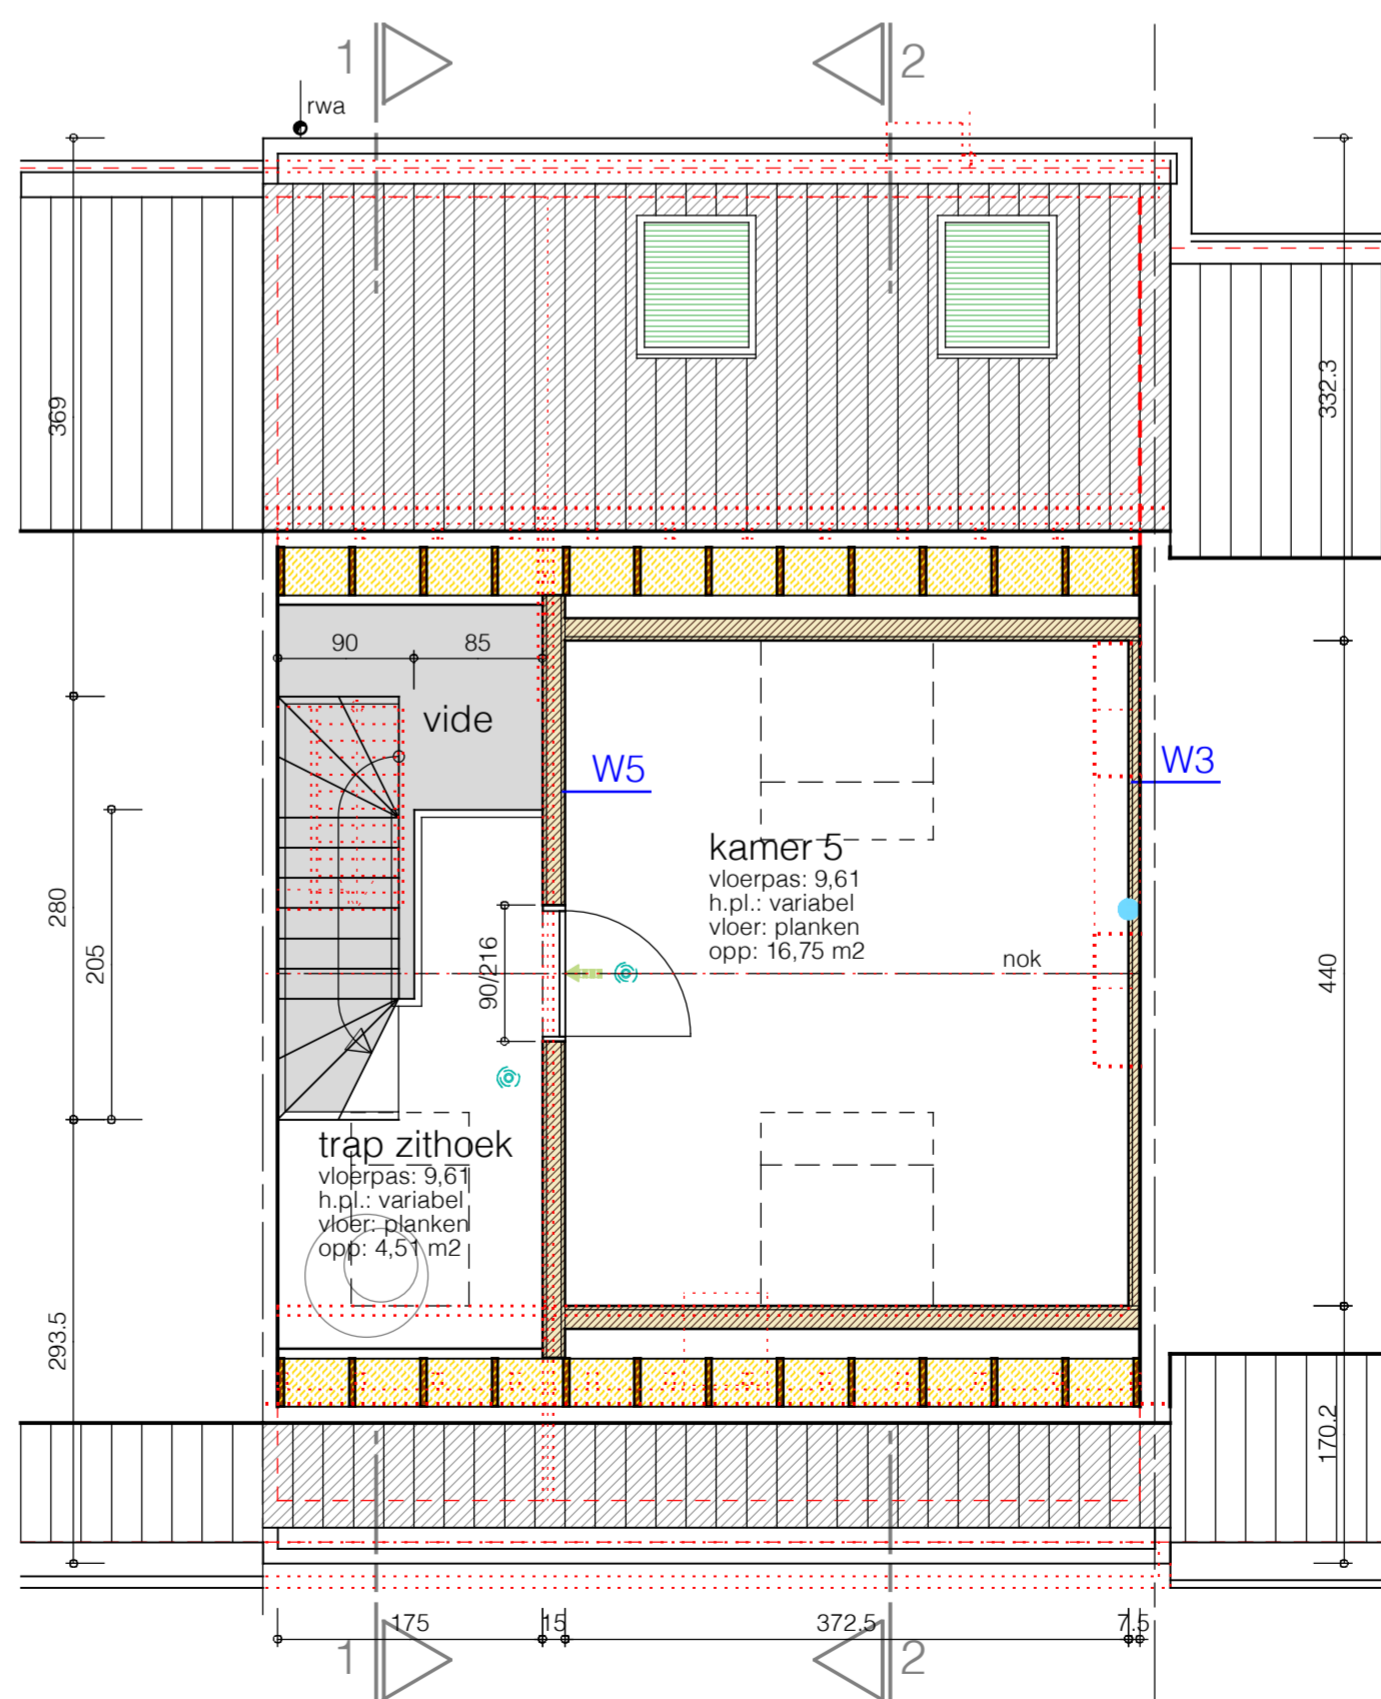 1
2
rwa
369
332.3
90
85
vide
W5
W3
kamer 5
vloerpas: 9,61
h.pl.: variabel
vloer: planken
opp: 16,75 m2
nok
280
205
90/216
440
trap zithoek
vloerpas: 9,61
h.pl.: variabel
vloer: planken
opp: 4,51 m2
293.5
170.2
175
15
372.5
7.5
1
2